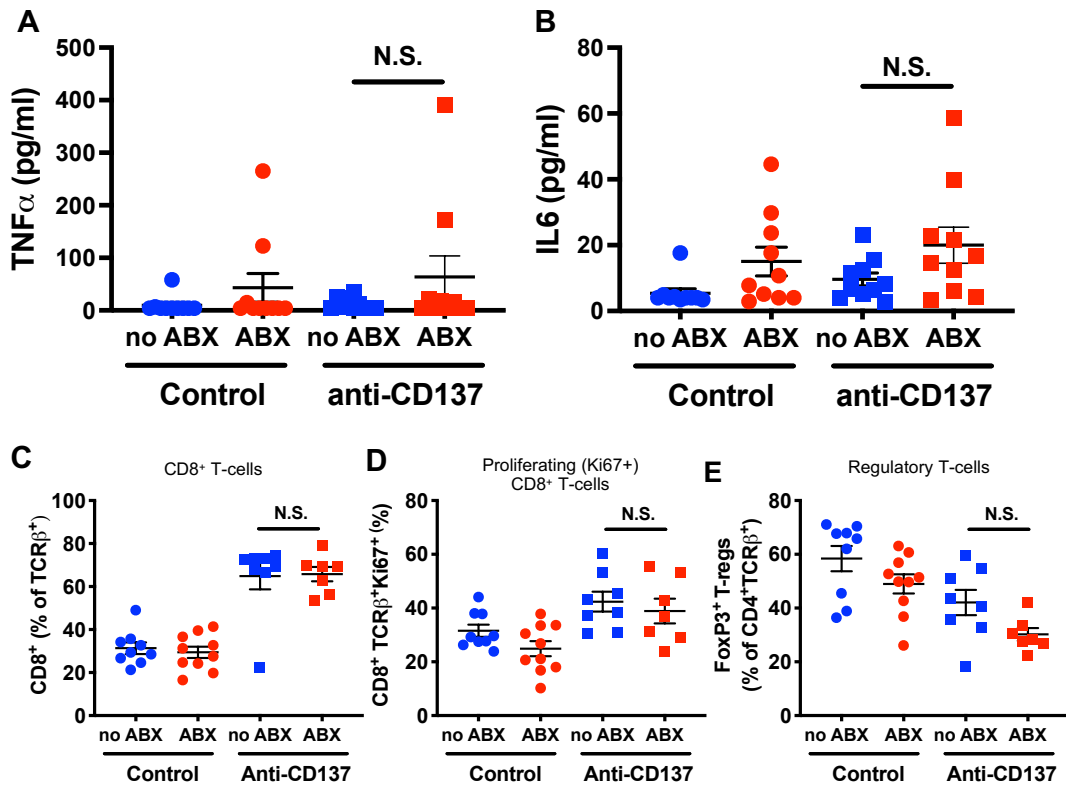 A
TNFα (pg/ml)
500
400
300
200
100
0
N.S.
no ABX ABX no ABX ABX
Control anti-CD137
B
IL6 (pg/ml)
80
60
40
20
0
N.S.
no ABX ABX no ABX ABX
Control anti-CD137
C
CD8⁺ T-cells
CD8⁺ (% of TCRβ⁺)
100
80
60
40
20
0
N.S.
no ABX ABX no ABX ABX
Control Anti-CD137
D
Proliferating (Ki67+)
CD8⁺ T-cells
CD8⁺ TCRβ⁺Ki67⁺ (%)
80
60
40
20
0
N.S.
no ABX ABX no ABX ABX
Control Anti-CD137
E
Regulatory T-cells
FoxP3⁺ T-regs
(% of CD4⁺TCRβ⁺)
80
60
40
20
0
N.S.
no ABX ABX no ABX ABX
Control Anti-CD137